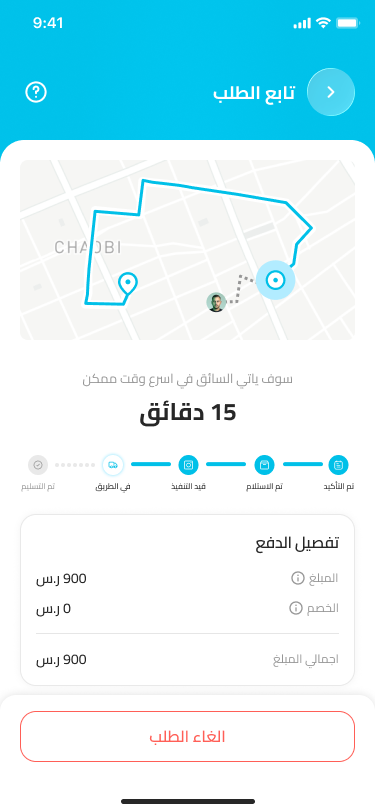 9:41
تابع الطلب
CHAOBI
سوف ياتي السائق في اسرع وقت ممكن
15 دقائق
تم التأكيد
تم الاستلام
قيد التنفيذ
في الطريق
تم التسليم
تفصيل الدفع
المبلغ 900 ر.س
الخصم 0 ر.س
اجمالي المبلغ 900 ر.س
الغاء الطلب